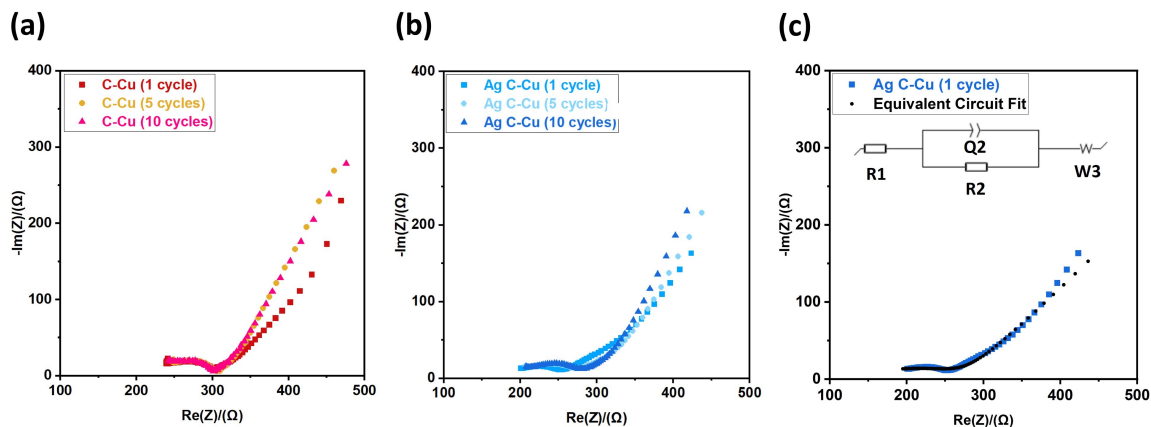 (a)
C-Cu (1 cycle)
C-Cu (5 cycles)
C-Cu (10 cycles)
400
300
200
100
0
-Im(Z)/(Ω)
100
200
300
400
500
Re(Z)/(Ω)
(b)
Ag C-Cu (1 cycle)
Ag C-Cu (5 cycles)
Ag C-Cu (10 cycles)
400
300
200
100
0
-Im(Z)/(Ω)
100
200
300
400
500
Re(Z)/(Ω)
(c)
Ag C-Cu (1 cycle)
Equivalent Circuit Fit
R1
Q2
R2
W3
400
300
200
100
0
-Im(Z)/(Ω)
100
200
300
400
500
Re(Z)/(Ω)